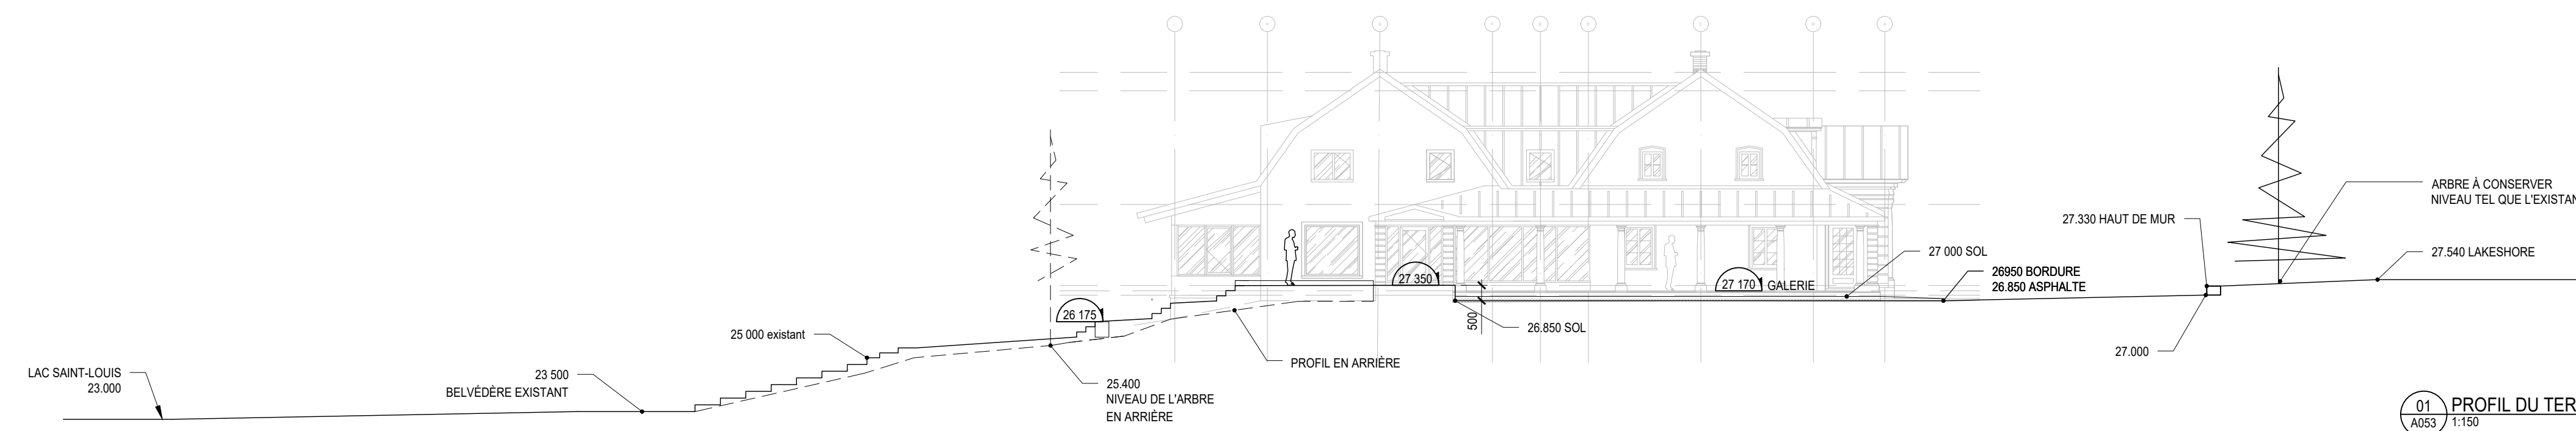 LAC SAINT-LOUIS
23.000
23 500
BELVÉDÈRE EXISTANT
25 000 existant
26 175
25.400
NIVEAU DE L'ARBRE
EN ARRIÈRE
PROFIL EN ARRIÈRE
27 350
500
26.850 SOL
27 170 GALERIE
27 000 SOL
26950 BORDURE
26.850 ASPHALTE
27.330 HAUT DE MUR
27.000
ARBRE À CONSERVER
NIVEAU TEL QUE L'EXISTAN
27.540 LAKESHORE
01 PROFIL DU TER
A053 1:150